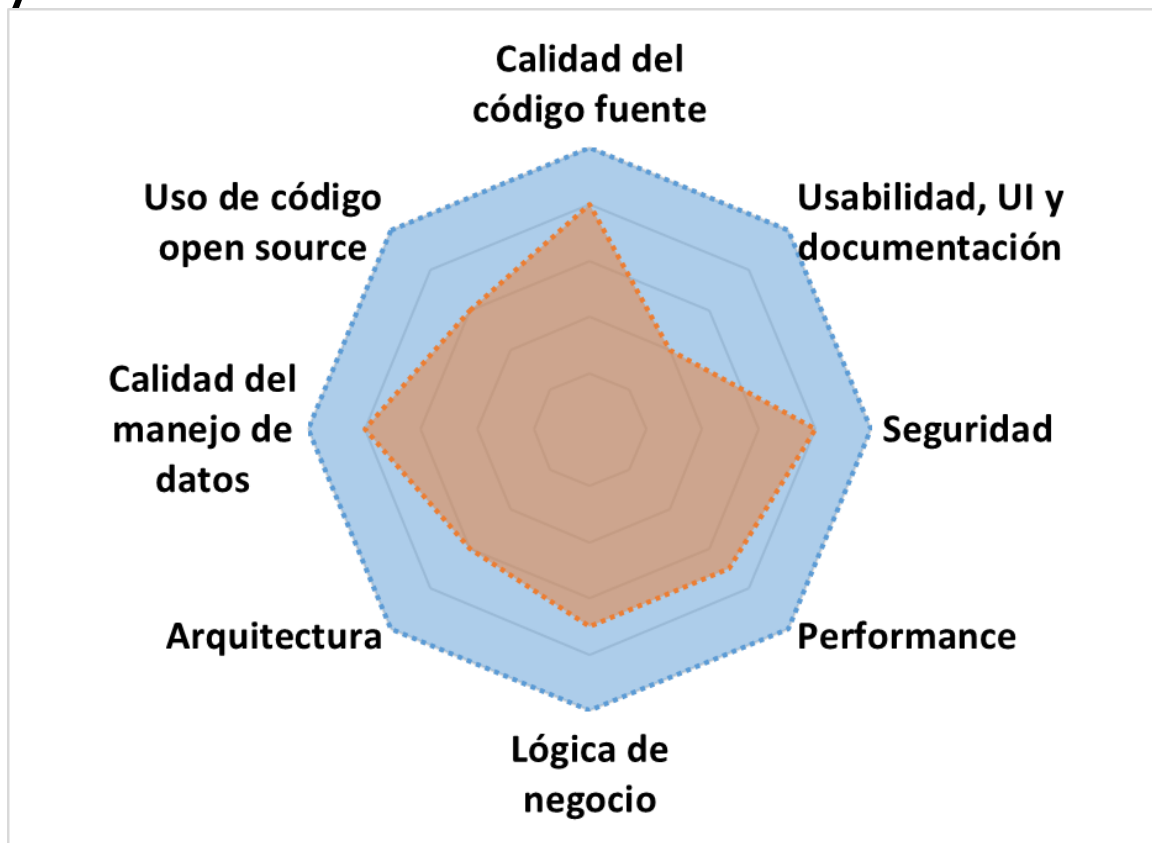 Calidad del
código fuente
Usabilidad, UI y
documentación
Seguridad
Performance
Lógica de
negocio
Arquitectura
Calidad del
manejo de
datos
Uso de código
open source